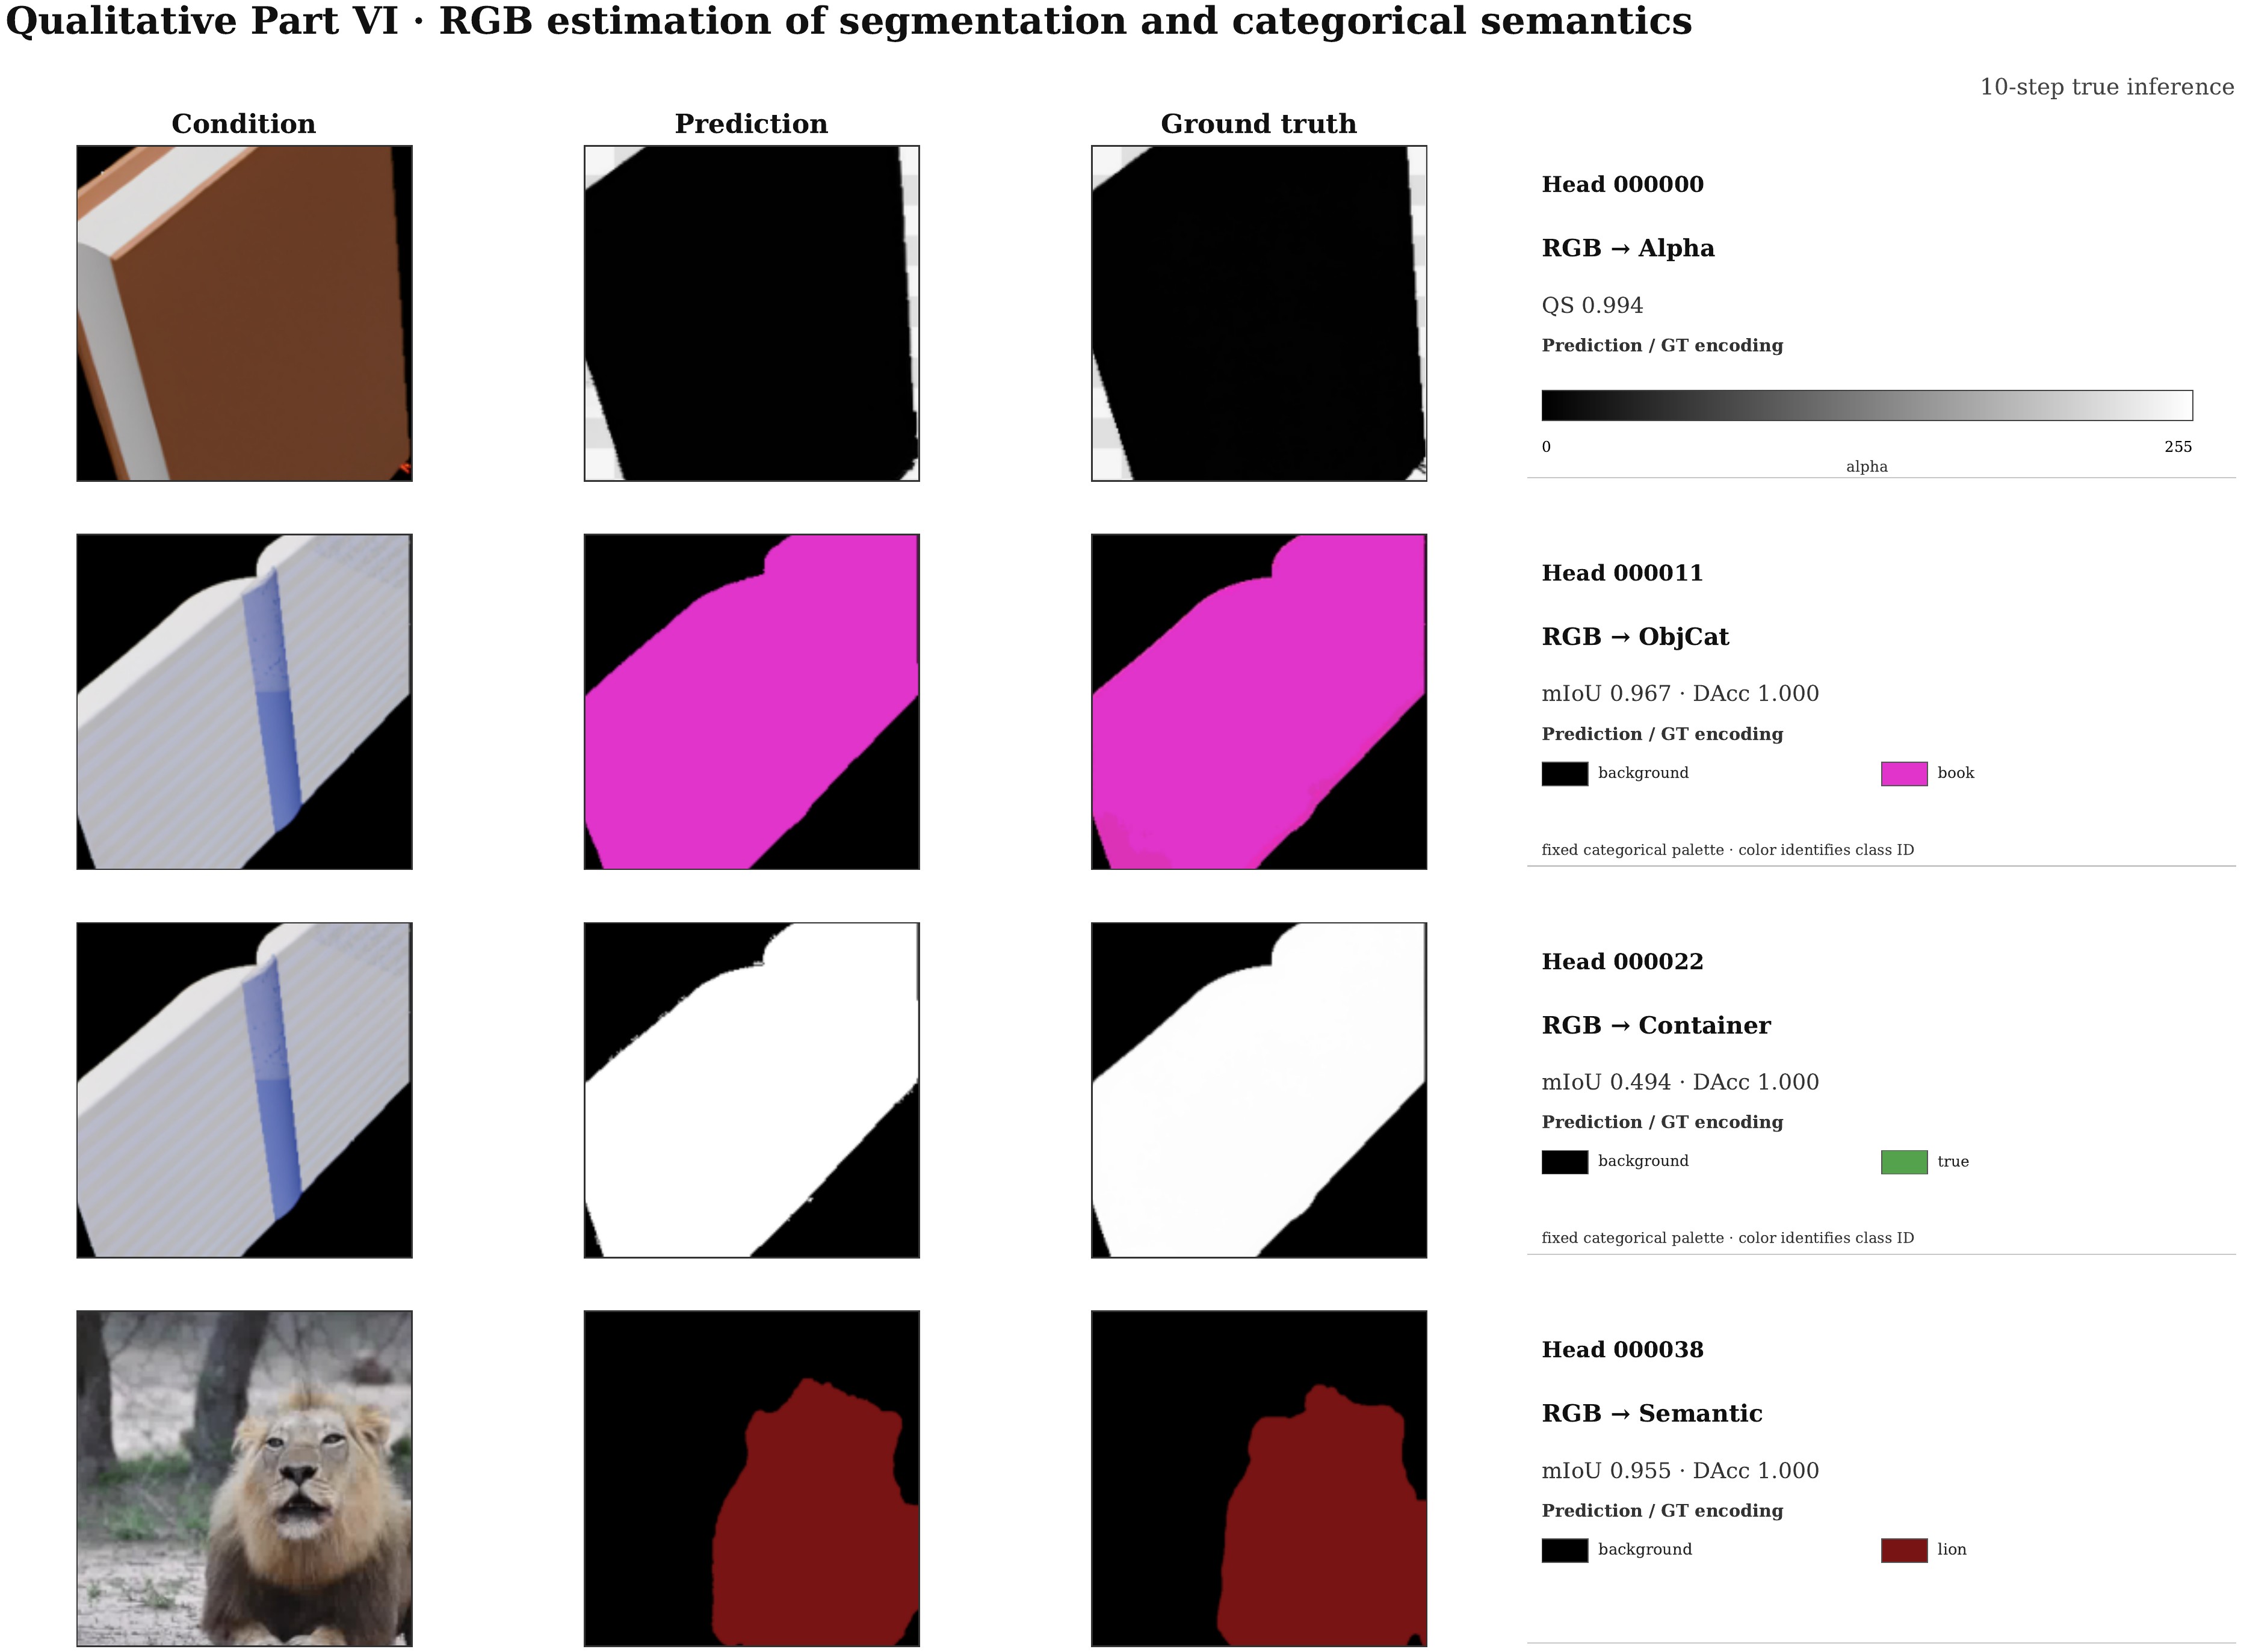 Qualitative Part VI · RGB estimation of segmentation and categorical semantics
10-step true inference
Condition
Prediction
Ground truth
Head 000000
RGB → Alpha
QS 0.994
Prediction / GT encoding
0
255
alpha
Head 000011
RGB → ObjCat
mIoU 0.967 · DAcc 1.000
Prediction / GT encoding
background
book
fixed categorical palette · color identifies class ID
Head 000022
RGB → Container
mIoU 0.494 · DAcc 1.000
Prediction / GT encoding
background
true
fixed categorical palette · color identifies class ID
Head 000038
RGB → Semantic
mIoU 0.955 · DAcc 1.000
Prediction / GT encoding
background
lion